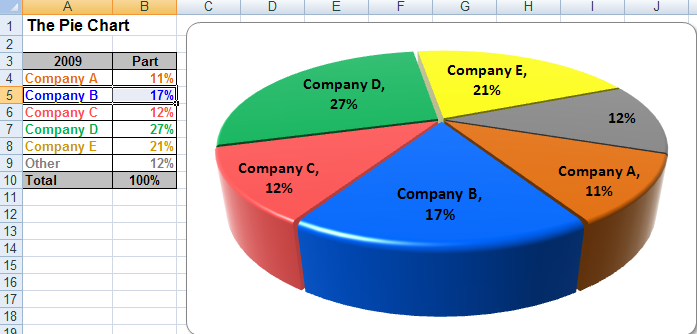 A B C D E F G H I J
1 The Pie Chart
2
3 2009 Part
4 Company A 11%
5 Company B 17%
6 Company C 12%
7 Company D 27%
8 Company E 21%
9 Other 12%
10 Total 100%
11
12
13
14
15
16
17
18
19
Company E,
21%
Company D,
27%
12%
Company C,
12%
Company A,
11%
Company B,
17%